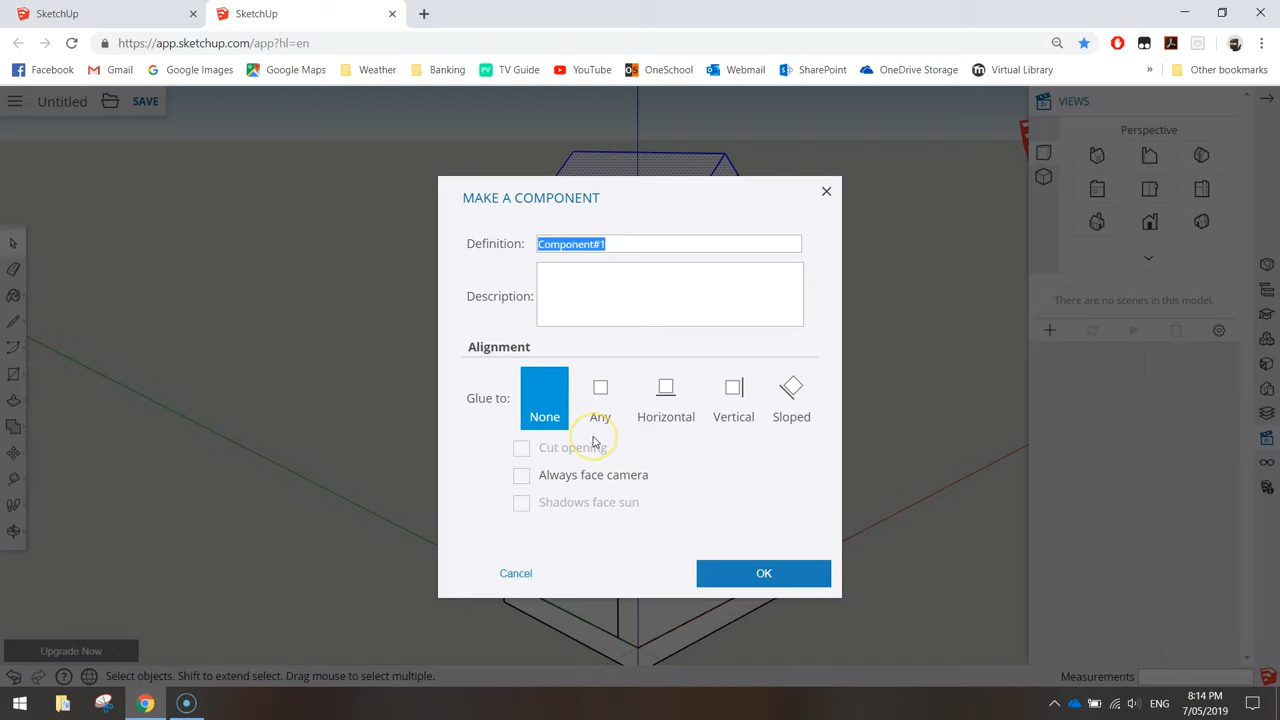 SketchUp
SketchUp
https://app.sketchup.com/app?hl=en
Facebook
Gmail
Google Images
Google Maps
Weather
Banking
TV Guide
YouTube
OneSchool
Webmail
SharePoint
OneDrive Storage
Virtual Library
»
Other bookmarks
Untitled
SAVE
VIEWS
Perspective
There are no scenes in this model.
MAKE A COMPONENT
Definition:
Component#1
Description:
Alignment
Glue to:
None
Any
Horizontal
Vertical
Sloped
Cut opening
Always face camera
Shadows face sun
Cancel
OK
Upgrade Now
Select objects. Shift to extend select. Drag mouse to select multiple.
Measurements
ENG
8:14 PM
7/05/2019